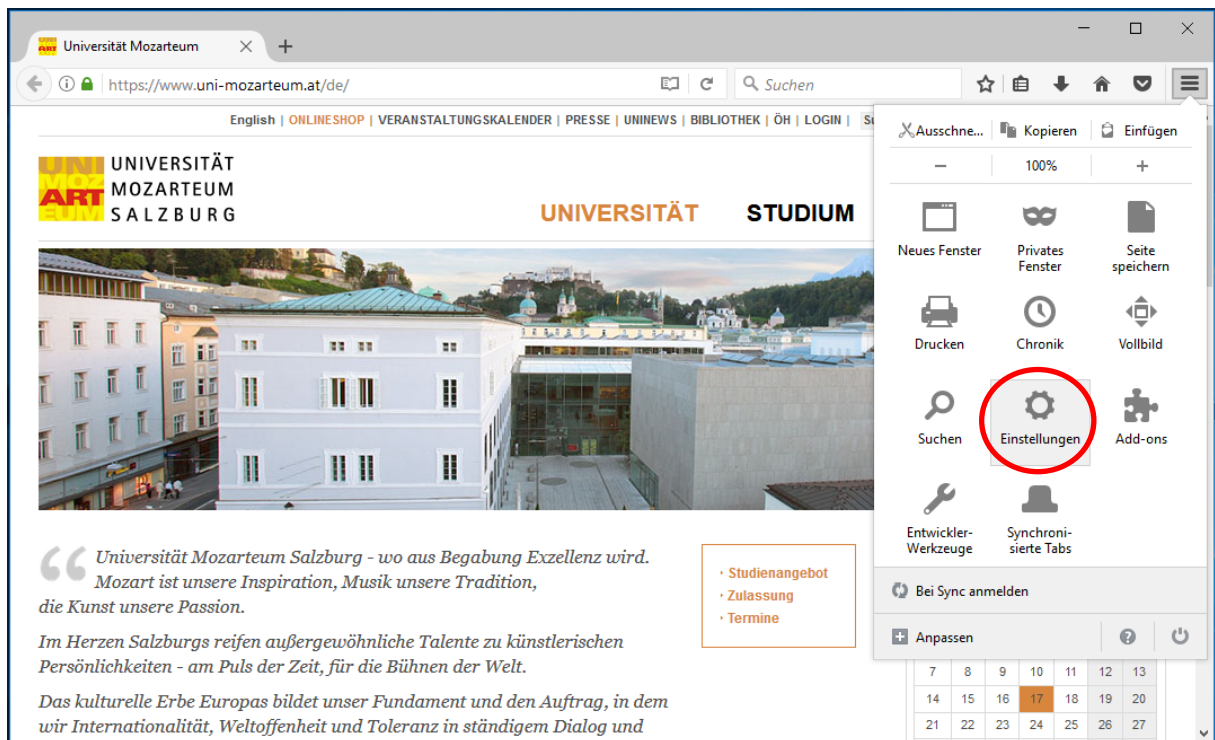 Universität Mozarteum
https://www.uni-mozarteum.at/de/
Suchen
English | ONLINESHOP | VERANSTALTUNGSKALENDER | PRESSE | UNINEWS | BIBLIOTHEK | ÖH | LOGIN |
UNI
MOZ
ART
EUM
UNIVERSITÄT
MOZARTEUM
SALZBURG
UNIVERSITÄT STUDIUM
Ausschne... Kopieren Einfügen
− 100% +
Neues Fenster
Privates
Fenster
Seite
speichern
Drucken Chronik Vollbild
Suchen Einstellungen Add-ons
Entwickler-
Werkzeuge
Synchroni-
sierte Tabs
Bei Sync anmelden
Anpassen
Universität Mozarteum Salzburg - wo aus Begabung Exzellenz wird.
Mozart ist unsere Inspiration, Musik unsere Tradition,
die Kunst unsere Passion.
Im Herzen Salzburgs reifen außergewöhnliche Talente zu künstlerischen
Persönlichkeiten - am Puls der Zeit, für die Bühnen der Welt.
Das kulturelle Erbe Europas bildet unser Fundament und den Auftrag, in dem
wir Internationalität, Weltoffenheit und Toleranz in ständigem Dialog und
Studienangebot
Zulassung
Termine
7 8 9 10 11 12 13
14 15 16 17 18 19 20
21 22 23 24 25 26 27